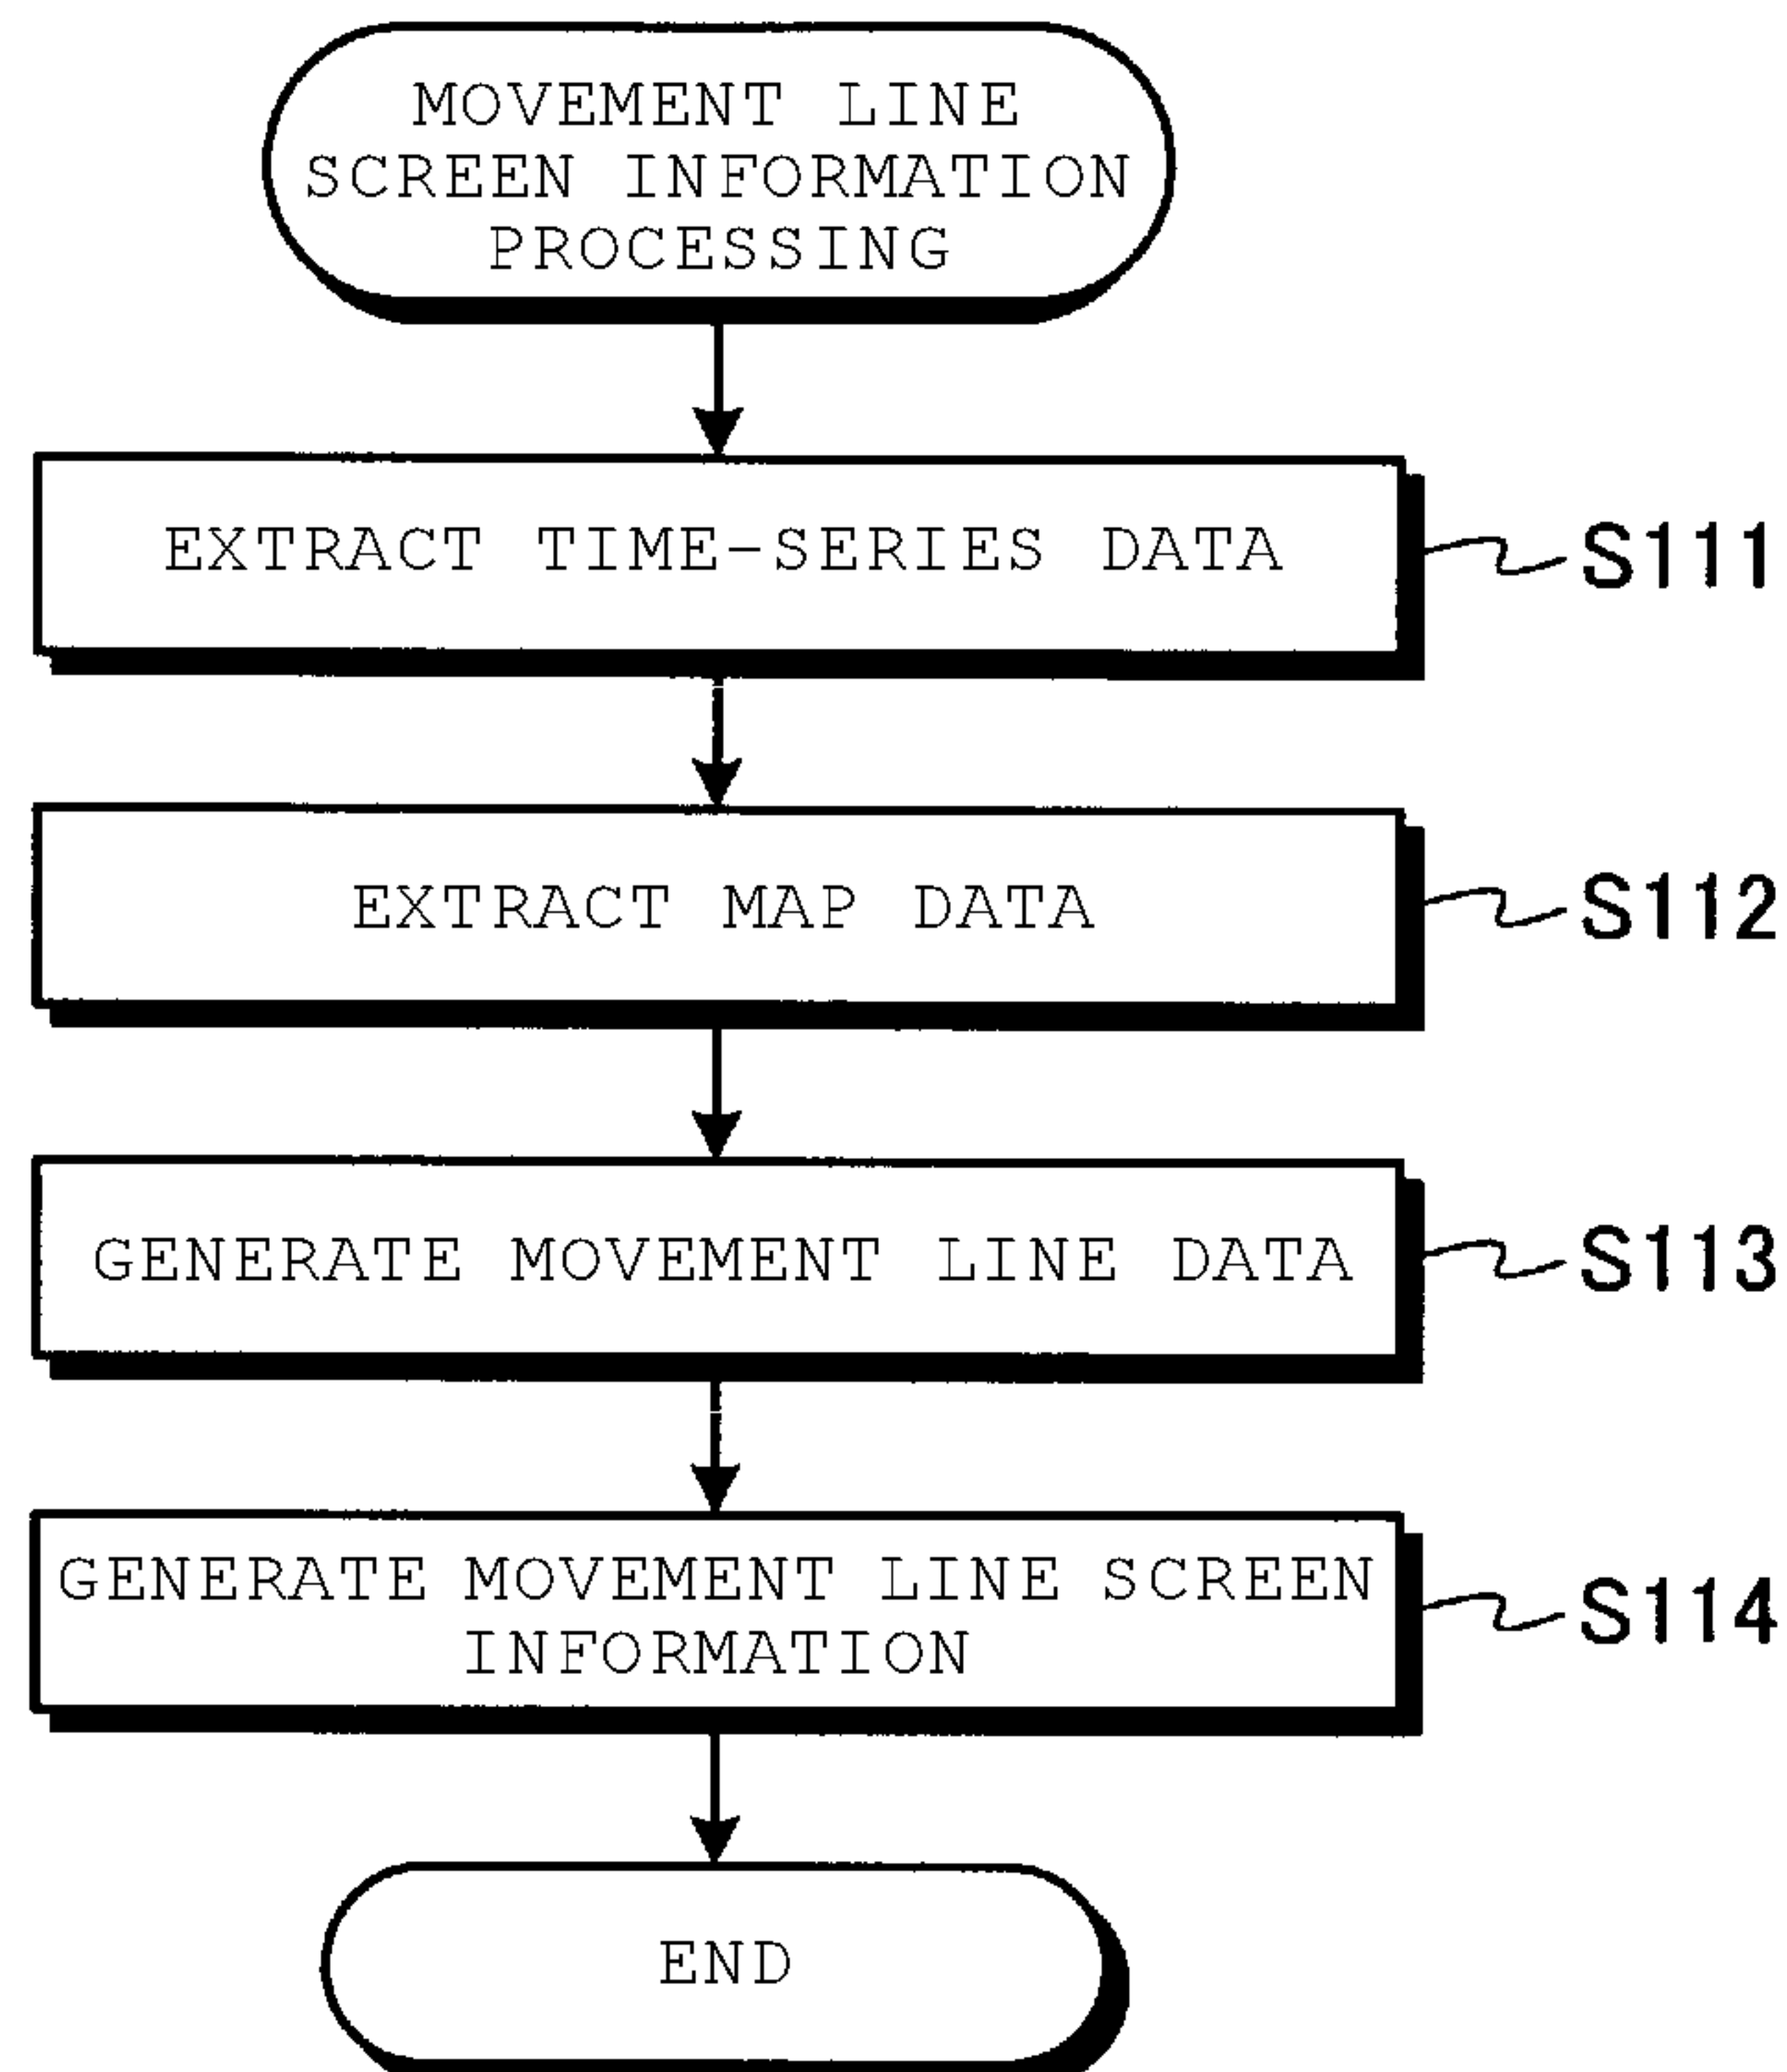 MOVEMENT LINE
SCREEN INFORMATION
PROCESSING
EXTRACT TIME-SERIES DATA
S111
EXTRACT MAP DATA
S112
GENERATE MOVEMENT LINE DATA
S113
GENERATE MOVEMENT LINE SCREEN
INFORMATION
S114
END